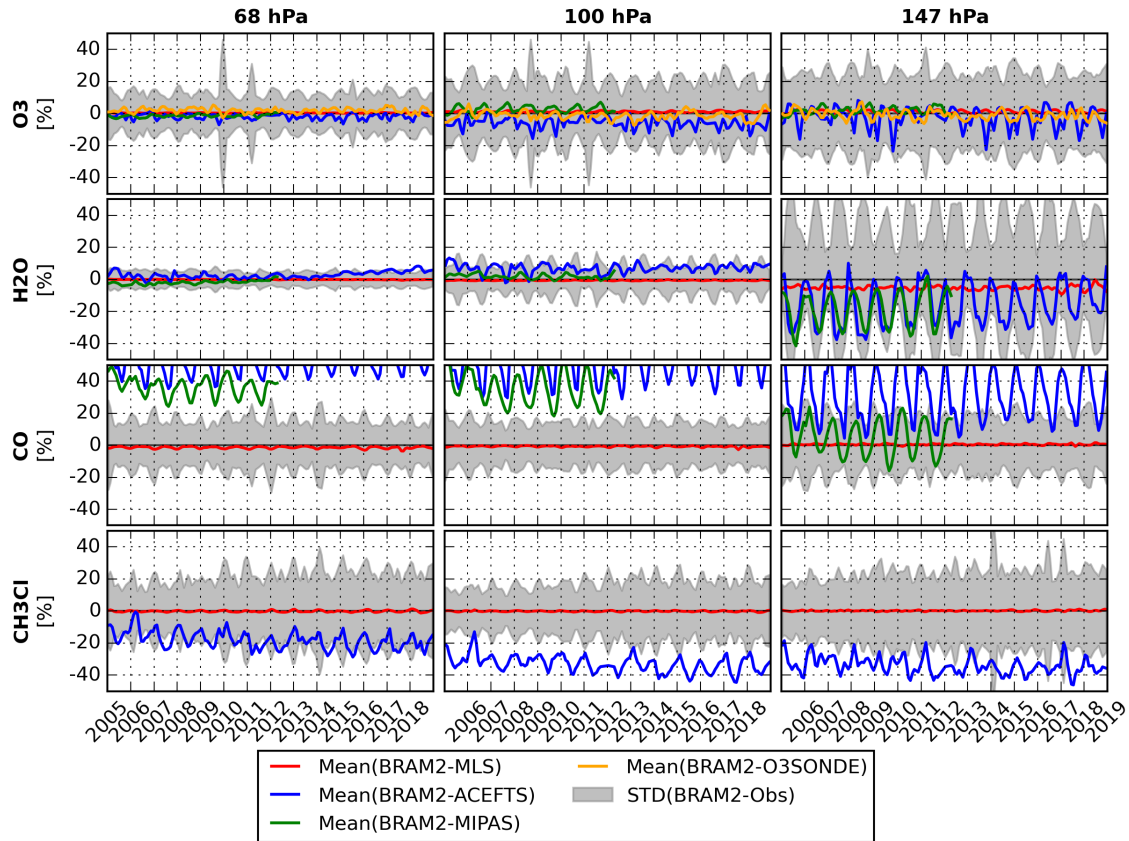 68 hPa 100 hPa 147 hPa
O3
[%]
40
20
0
-20
-40
H2O
[%]
40
20
0
-20
-40
CO
[%]
40
20
0
-20
-40
CH3Cl
[%]
40
20
0
-20
-40
2005 2006 2007 2008 2009 2010 2011 2012 2013 2014 2015 2016 2017 2018
2006 2007 2008 2009 2010 2011 2012 2013 2014 2015 2016 2017 2018
2006 2007 2008 2009 2010 2011 2012 2013 2014 2015 2016 2017 2018 2019
Mean(BRAM2-MLS) Mean(BRAM2-O3SONDE)
Mean(BRAM2-ACEFTS) STD(BRAM2-Obs)
Mean(BRAM2-MIPAS)